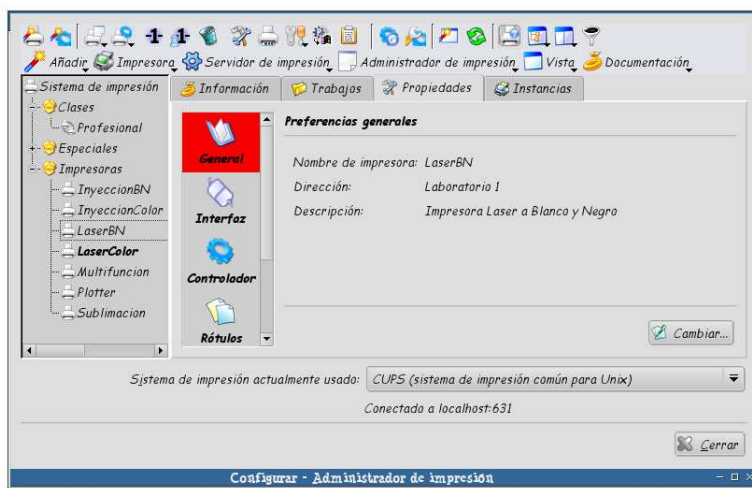 Añadir Impresora Servidor de impresión Administrador de impresión Vista Documentación
Sistema de impresión
Clases
Profesional
Especiales
Impresoras
InyeccionBN
InyeccionColor
LaserBN
LaserColor
Multifuncion
Plotter
Sublimacion
Información Trabajos Propiedades Instancias
General
Interfaz
Controlador
Rótulos
Preferencias generales
Nombre de impresora: LaserBN
Dirección: Laboratorio 1
Descripción: Impresora Laser a Blanco y Negro
Cambiar...
Sistema de impresión actualmente usado: CUPS (sistema de impresión común para Unix)
Conectado a localhost:631
Cerrar
Configurar - Administrador de impresión